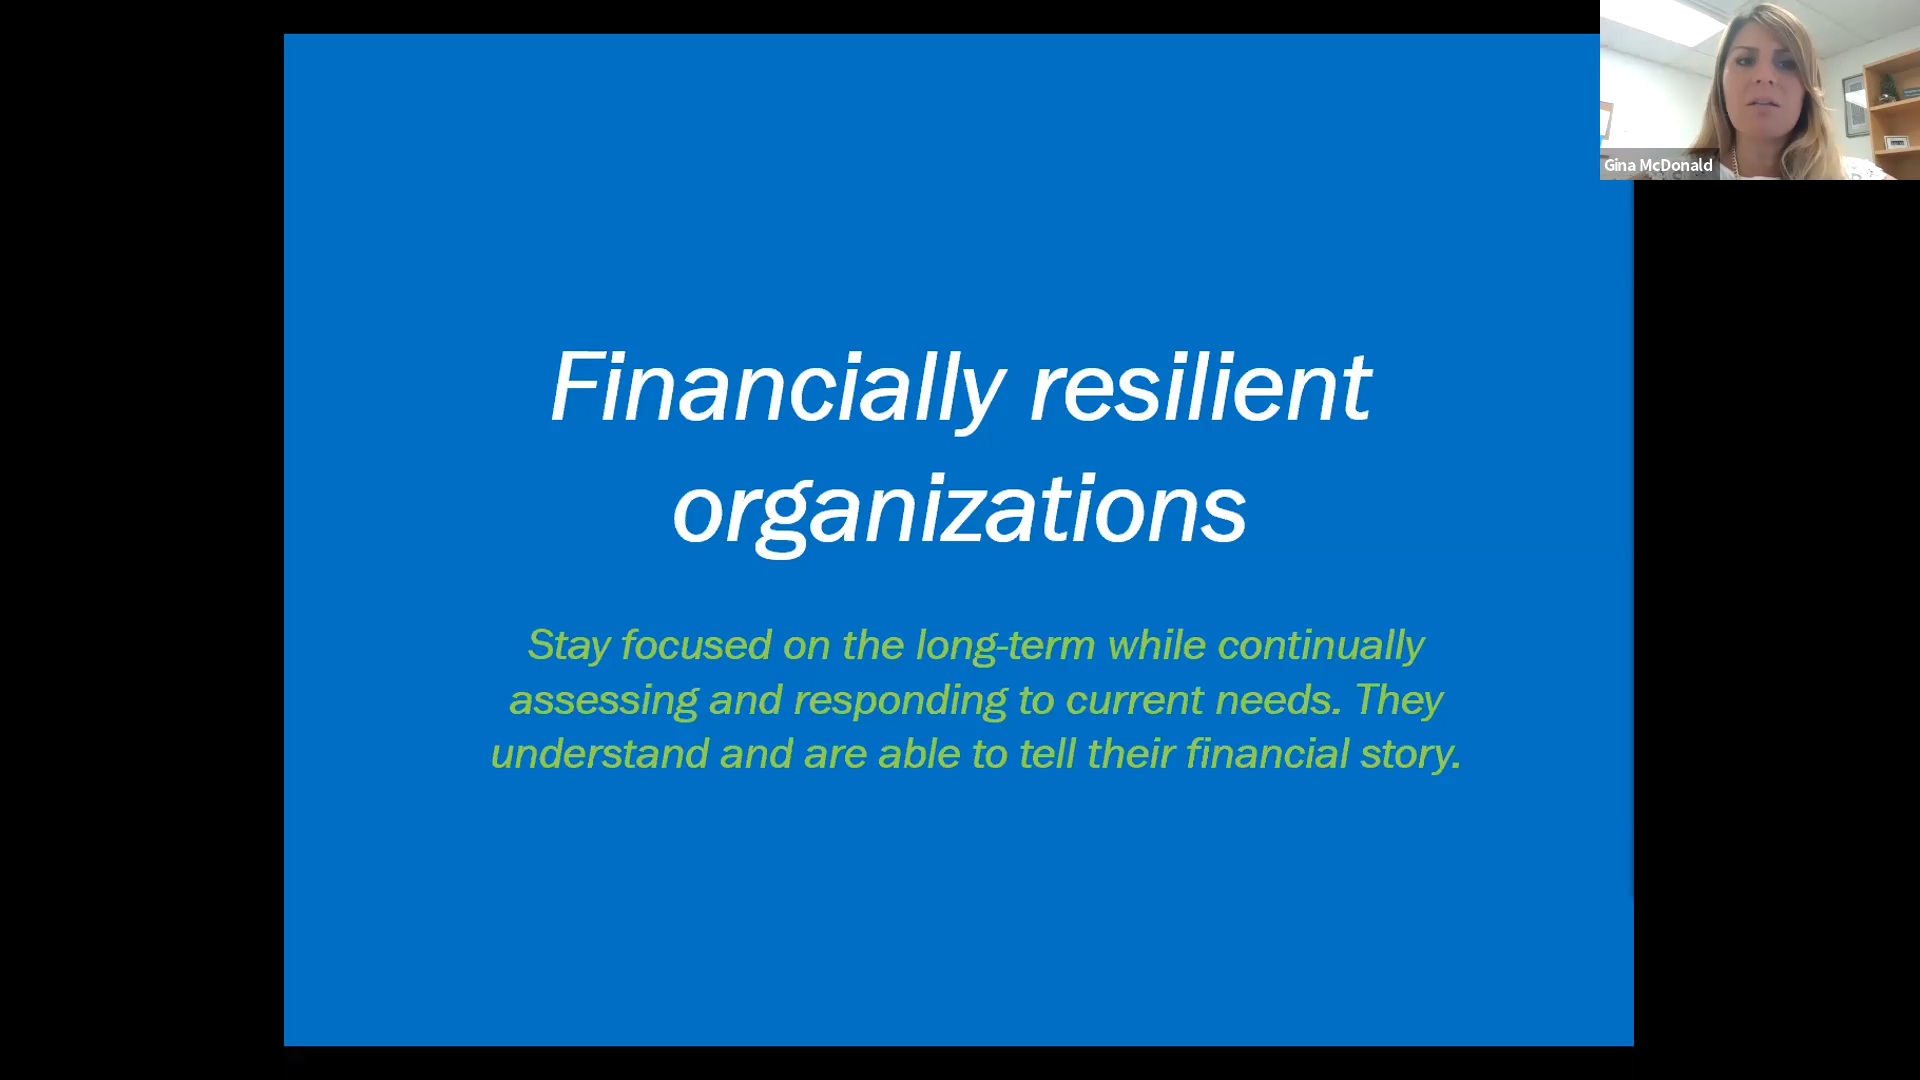 Financially resilient
organizations
Stay focused on the long-term while continually
assessing and responding to current needs. They
understand and are able to tell their financial story.
Gina McDonald